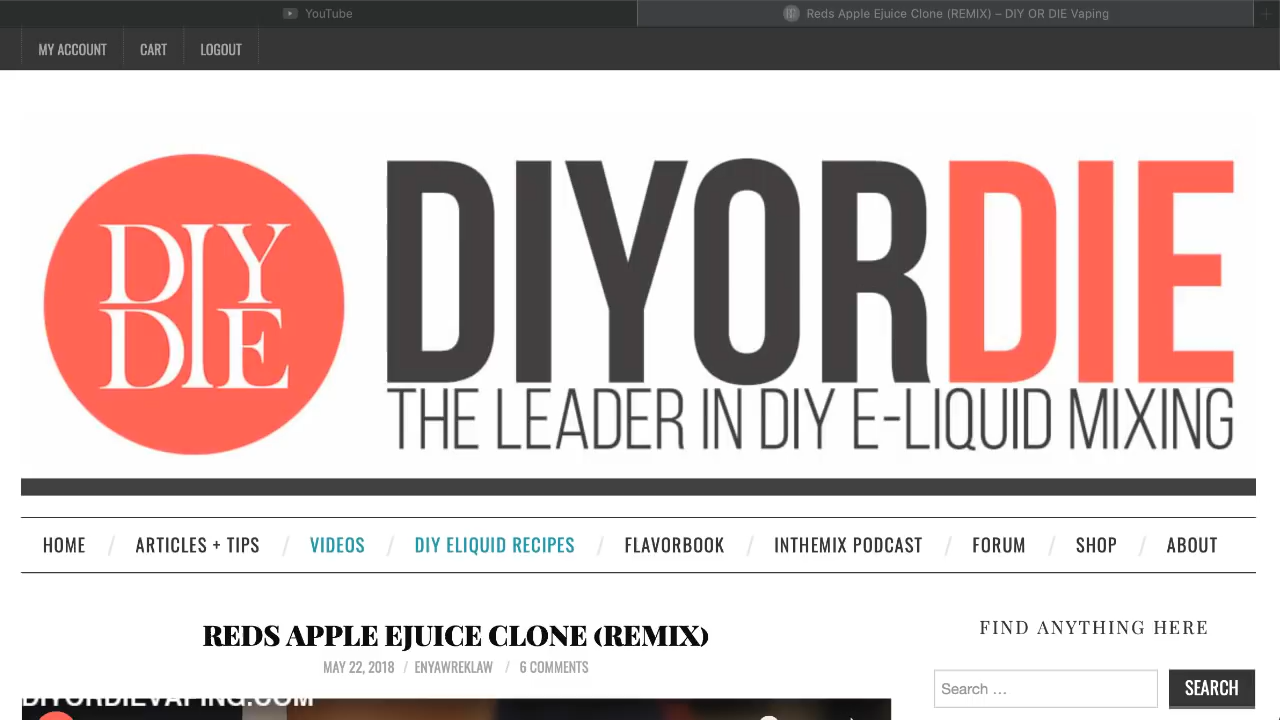 YouTube
Reds Apple Ejuice Clone (REMIX) – DIY OR DIE Vaping
MY ACCOUNT
CART
LOGOUT
DIY
DIE
DIYORDIE
THE LEADER IN DIY E-LIQUID MIXING
HOME / ARTICLES + TIPS / VIDEOS / DIY ELIQUID RECIPES / FLAVORBOOK / INTHEMIX PODCAST / FORUM / SHOP / ABOUT
REDS APPLE EJUICE CLONE (REMIX)
MAY 22, 2018 / ENYAWREKLAW / 6 COMMENTS
DIYORDIEVAPING.COM
FIND ANYTHING HERE
Search …
SEARCH